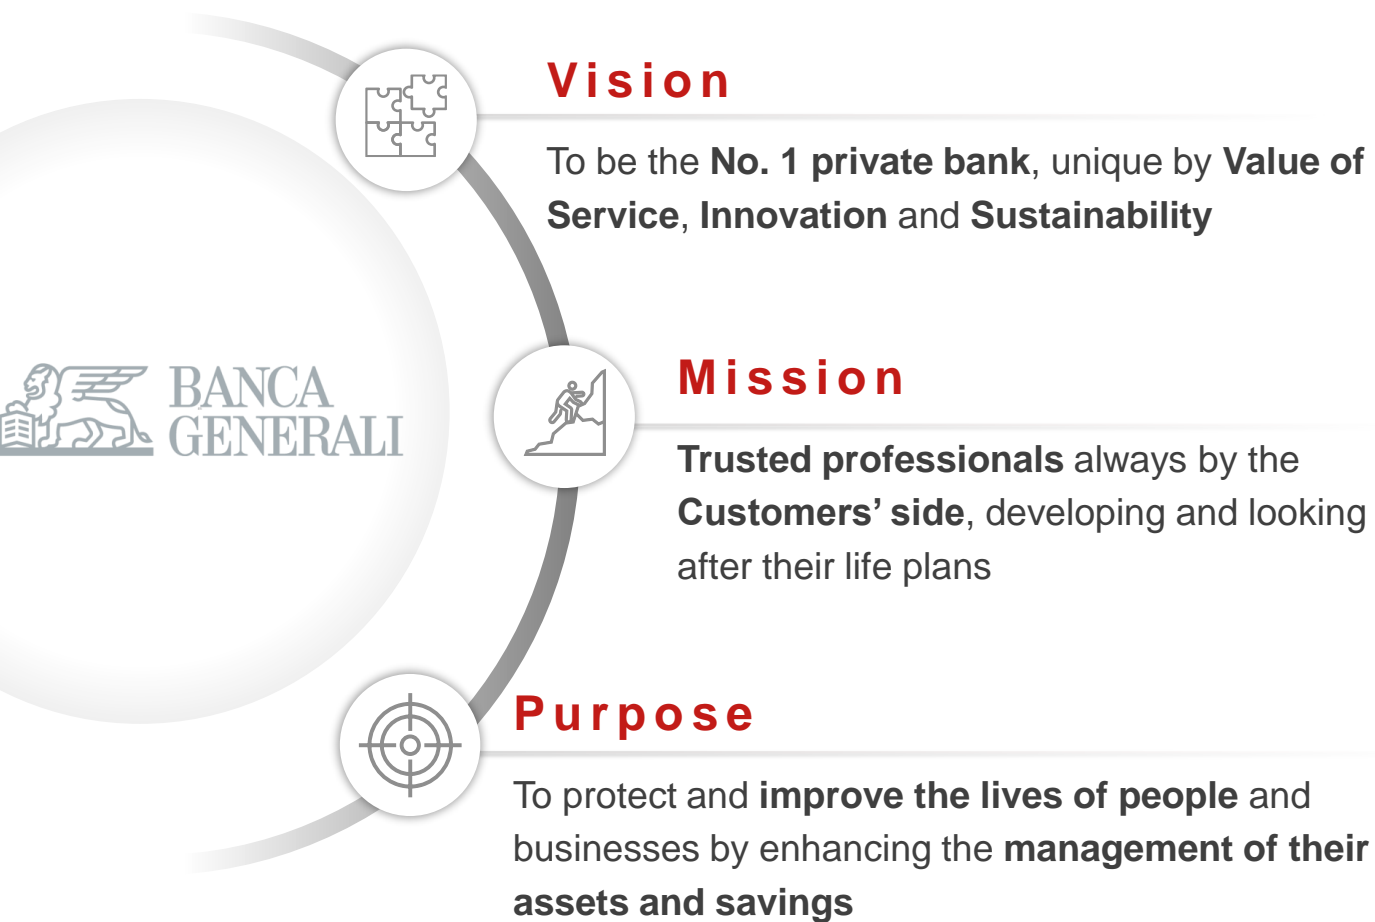 Vision
To be the No. 1 private bank, unique by Value of
Service, Innovation and Sustainability
BANCA
GENERALI
Mission
Trusted professionals always by the
Customers’ side, developing and looking
after their life plans
Purpose
To protect and improve the lives of people and
businesses by enhancing the management of their
assets and savings